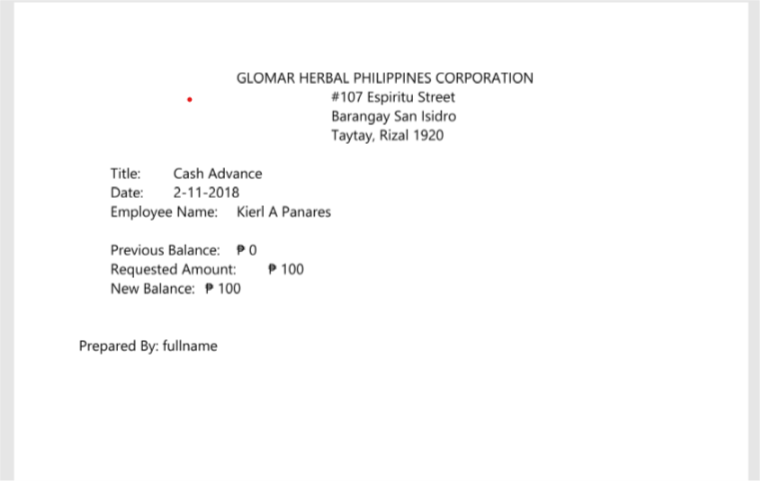 GLOMAR HERBAL PHILIPPINES CORPORATION
#107 Espiritu Street
Barangay San Isidro
Taytay, Rizal 1920
Title: Cash Advance
Date: 2-11-2018
Employee Name: Kierl A Panares
Previous Balance: ₱ 0
Requested Amount: ₱ 100
New Balance: ₱ 100
Prepared By: fullname